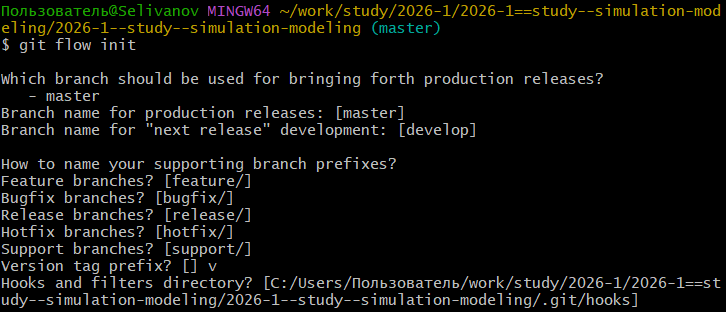 Пользователь@Selivanov MINGW64 ~/work/study/2026-1/2026-1==study--simulation-mod
eling/2026-1--study--simulation-modeling (master)
$ git flow init
Which branch should be used for bringing forth production releases?
   - master
Branch name for production releases: [master]
Branch name for "next release" development: [develop]
How to name your supporting branch prefixes?
Feature branches? [feature/]
Bugfix branches? [bugfix/]
Release branches? [release/]
Hotfix branches? [hotfix/]
Support branches? [support/]
Version tag prefix? [] v
Hooks and filters directory? [C:/Users/Пользователь/work/study/2026-1/2026-1==st
udy--simulation-modeling/2026-1--study--simulation-modeling/.git/hooks]